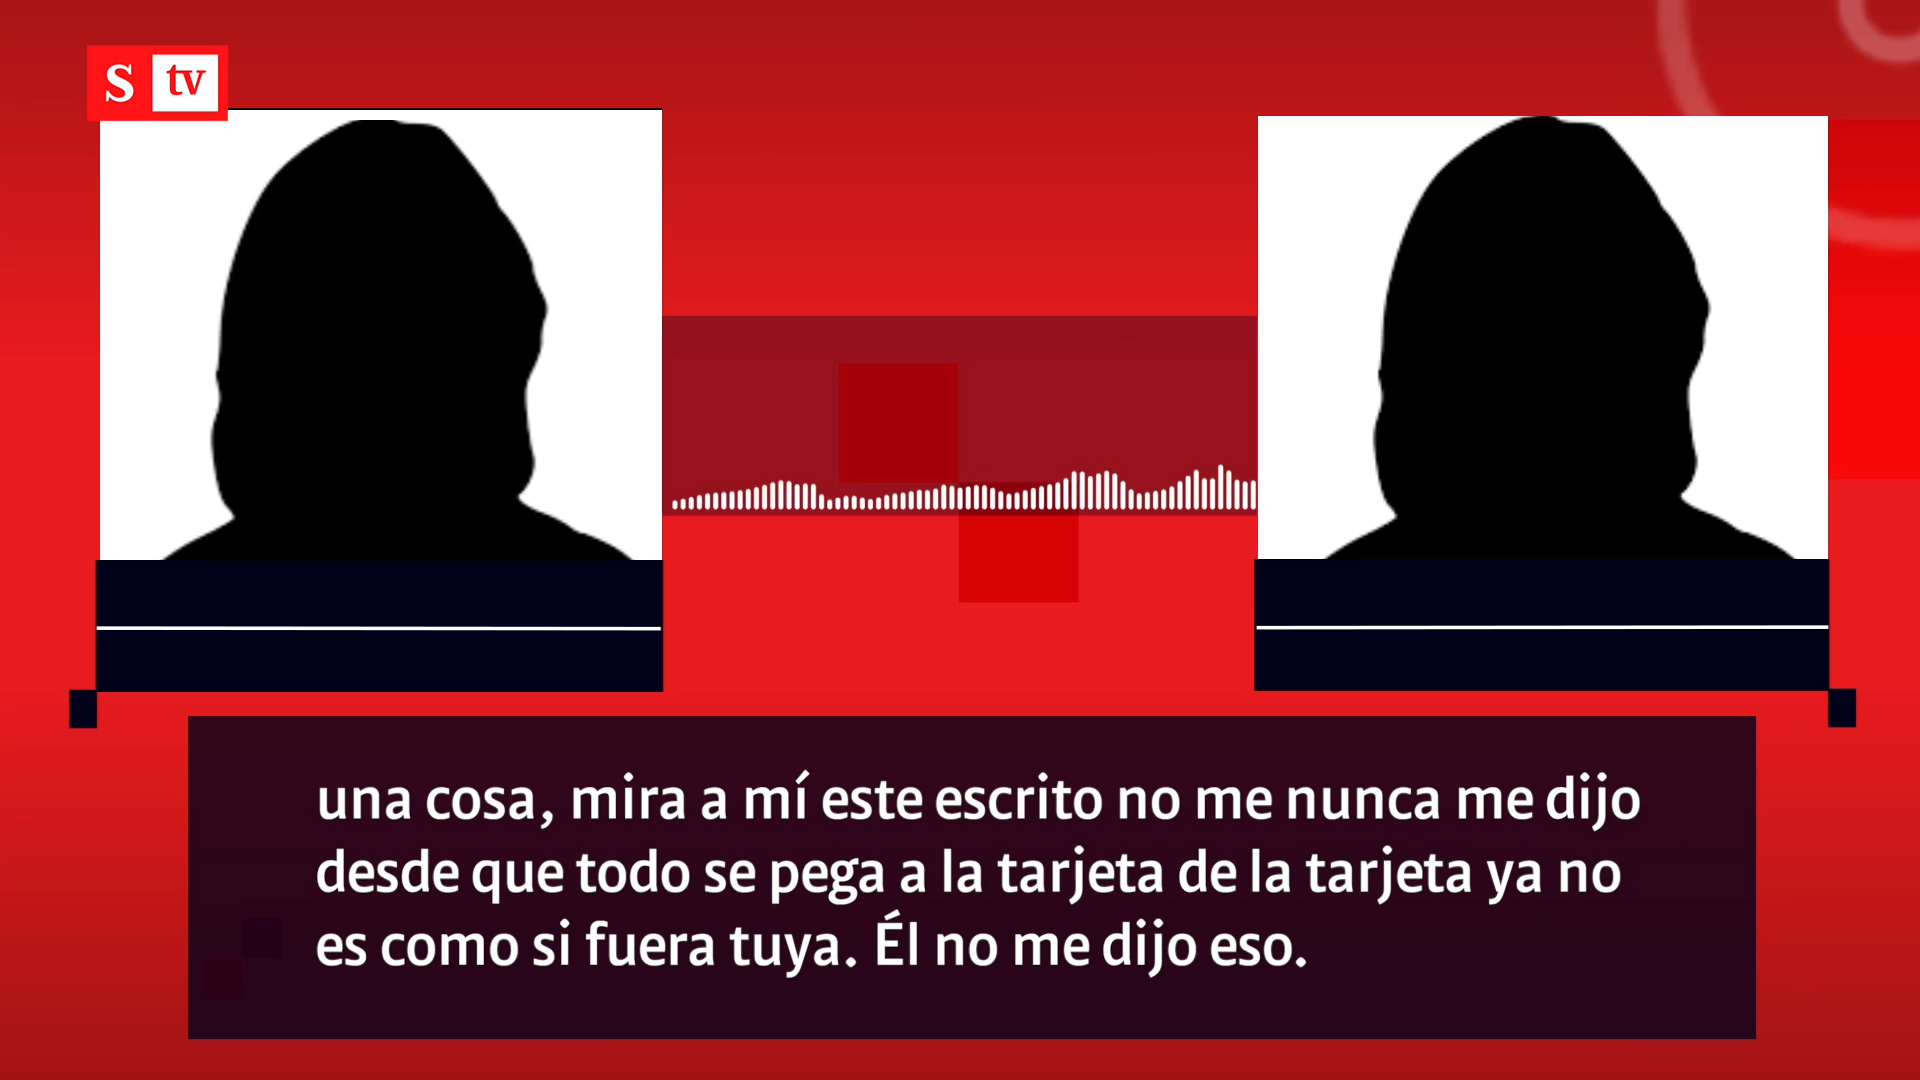 S tv
una cosa, mira a mí este escrito no me nunca me dijo
desde que todo se pega a la tarjeta de la tarjeta ya no
es como si fuera tuya. Él no me dijo eso.